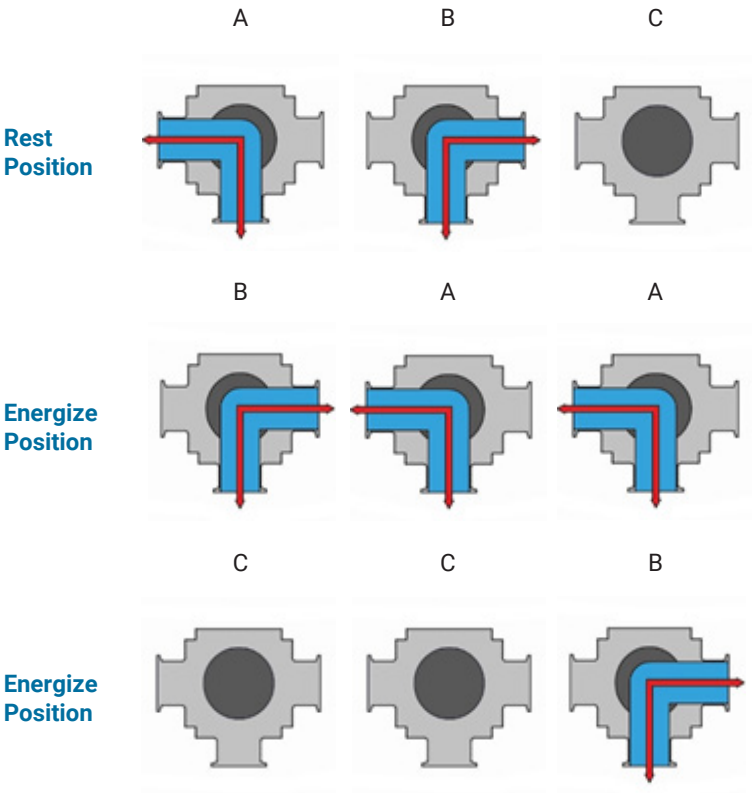 A B C
Rest
Position
B A A
Energize
Position
C C B
Energize
Position